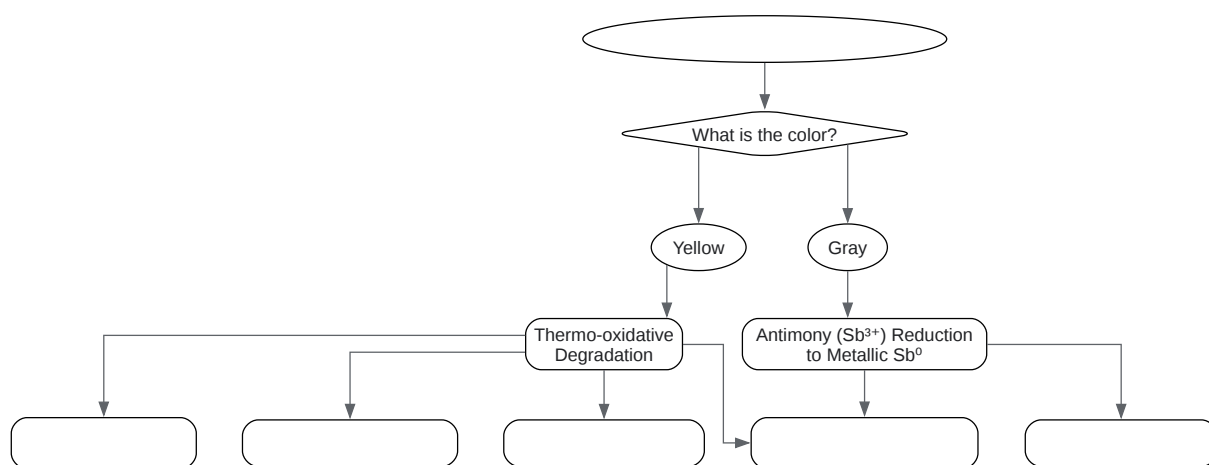 What is the color?
Yellow
Gray
Thermo-oxidative
Degradation
Antimony (Sb³⁺) Reduction
to Metallic Sb⁰